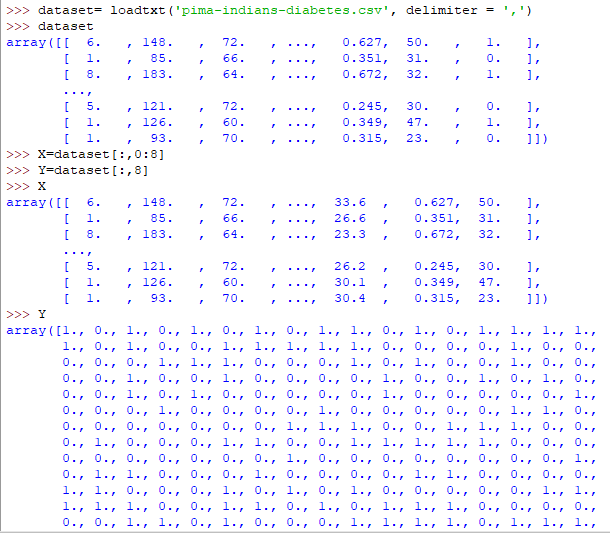 >>> dataset= loadtxt('pima-indians-diabetes.csv', delimiter = ',')
>>> dataset
array([[  6.   , 148.   ,  72.   , ...,   0.627,  50.   ,   1.   ],
       [  1.   ,  85.   ,  66.   , ...,   0.351,  31.   ,   0.   ],
       [  8.   , 183.   ,  64.   , ...,   0.672,  32.   ,   1.   ],
       ...,
       [  5.   , 121.   ,  72.   , ...,   0.245,  30.   ,   0.   ],
       [  1.   , 126.   ,  60.   , ...,   0.349,  47.   ,   1.   ],
       [  1.   ,  93.   ,  70.   , ...,   0.315,  23.   ,   0.   ]])
>>> X=dataset[:,0:8]
>>> Y=dataset[:,8]
>>> X
array([[  6.   , 148.   ,  72.   , ...,  33.6  ,   0.627,  50.   ],
       [  1.   ,  85.   ,  66.   , ...,  26.6  ,   0.351,  31.   ],
       [  8.   , 183.   ,  64.   , ...,  23.3  ,   0.672,  32.   ],
       ...,
       [  5.   , 121.   ,  72.   , ...,  26.2  ,   0.245,  30.   ],
       [  1.   , 126.   ,  60.   , ...,  30.1  ,   0.349,  47.   ],
       [  1.   ,  93.   ,  70.   , ...,  30.4  ,   0.315,  23.   ]])
>>> Y
array([1., 0., 1., 0., 1., 0., 1., 0., 1., 1., 0., 1., 0., 1., 1., 1., 1.,
       1., 0., 1., 0., 0., 1., 1., 1., 1., 1., 0., 0., 0., 0., 1., 0., 0.,
       0., 0., 0., 1., 1., 1., 0., 0., 0., 1., 0., 1., 0., 0., 1., 0., 0.,
       0., 0., 1., 0., 0., 1., 0., 0., 0., 0., 1., 0., 0., 1., 0., 1., 0.,
       0., 0., 1., 0., 1., 0., 0., 0., 0., 0., 1., 0., 0., 0., 0., 1., 0.,
       0., 0., 1., 0., 0., 0., 0., 1., 0., 0., 0., 0., 0., 1., 1., 0., 0.,
       0., 0., 0., 0., 0., 0., 0., 1., 1., 1., 0., 0., 1., 1., 1., 0., 0.,
       0., 1., 0., 0., 0., 1., 1., 0., 0., 1., 1., 1., 1., 1., 0., 0., 0.,
       0., 0., 0., 0., 0., 0., 0., 1., 0., 0., 0., 0., 0., 0., 0., 0., 1.,
       0., 1., 1., 0., 0., 0., 1., 0., 0., 0., 0., 1., 1., 0., 0., 0., 0.,
       1., 1., 0., 0., 0., 1., 0., 1., 0., 1., 0., 0., 0., 0., 0., 1., 1.,
       1., 1., 1., 0., 0., 1., 1., 0., 1., 0., 1., 1., 1., 0., 0., 0., 0.,
       0., 0., 1., 1., 0., 1., 0., 0., 0., 1., 1., 1., 1., 0., 1., 1., 1.,